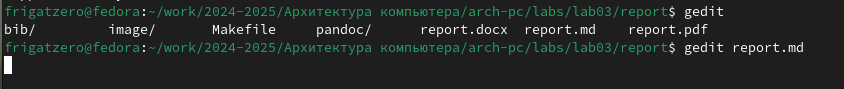 frigatzero@fedora:~/work/2024-2025/Архитектура компьютера/arch-pc/labs/lab03/report$ gedit
bib/ image/ Makefile pandoc/ report.docx report.md report.pdf
frigatzero@fedora:~/work/2024-2025/Архитектура компьютера/arch-pc/labs/lab03/report$ gedit report.md